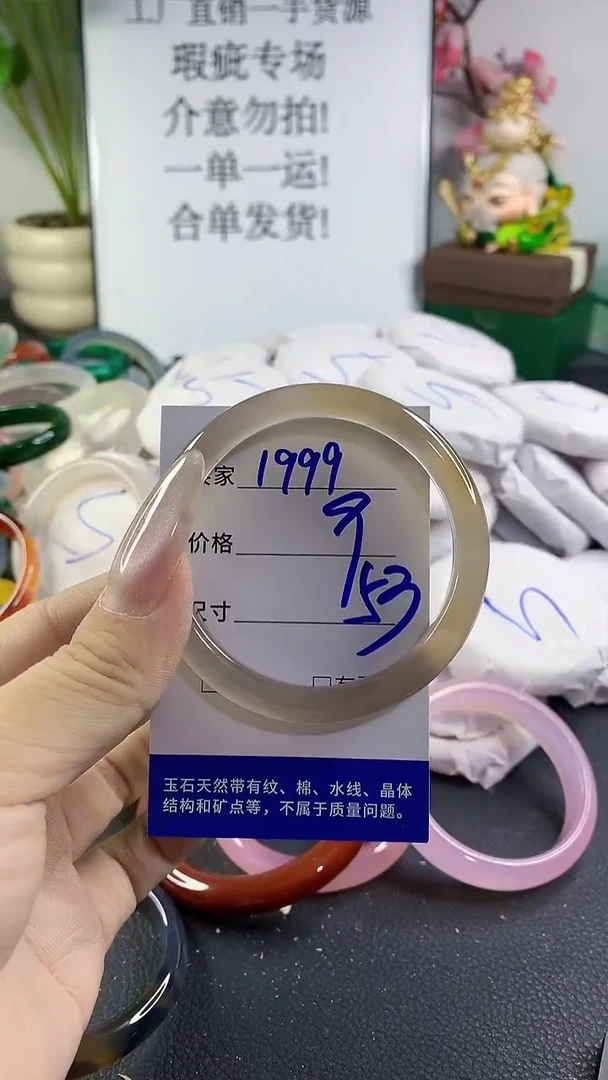 工厂直销一手货源
瑕疵专场
介意勿拍!
一单一运!
合单发货!
家 1999
价格 9
尺寸 53
玉石天然带有纹、棉、水线、晶体
结构和矿点等，不属于质量问题。